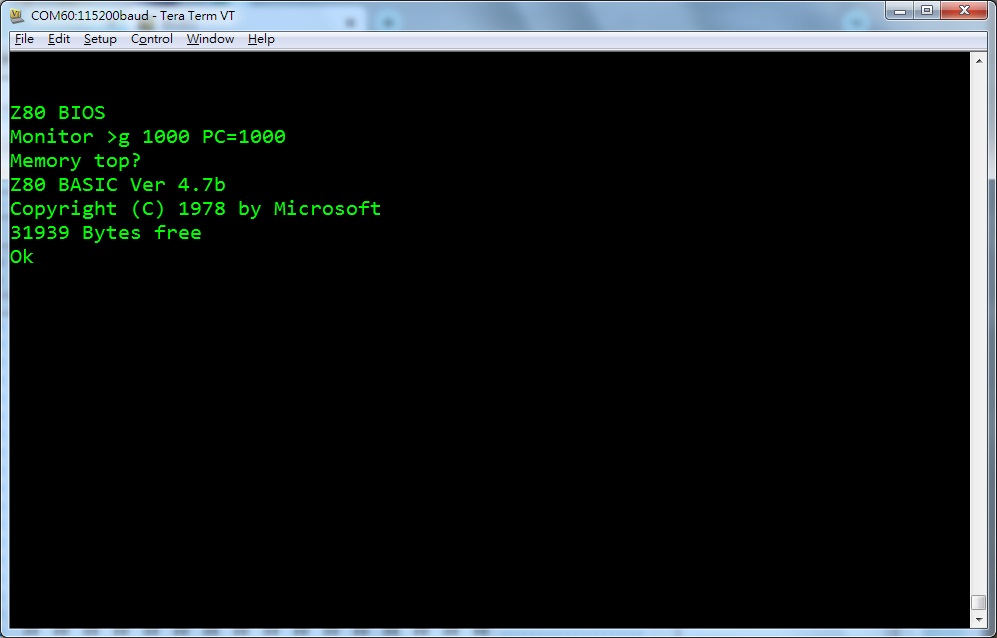 COM60:115200baud - Tera Term VT
File Edit Setup Control Window Help
Z80 BIOS
Monitor >g 1000 PC=1000
Memory top?
Z80 BASIC Ver 4.7b
Copyright (C) 1978 by Microsoft
31939 Bytes free
Ok